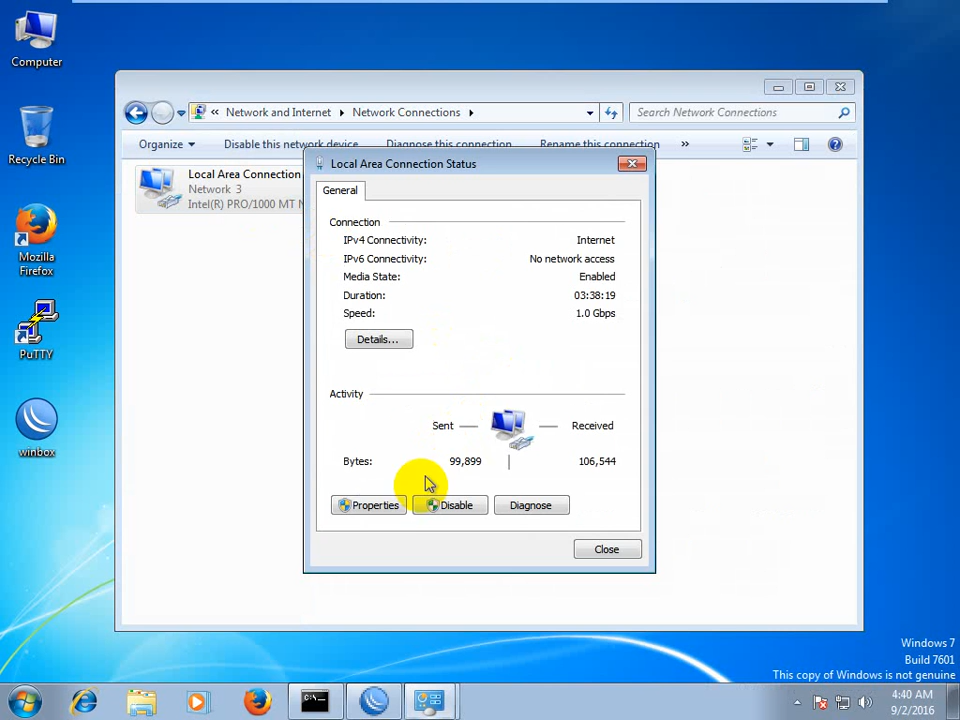 Computer
Recycle Bin
Mozilla
Firefox
PuTTY
winbox
« Network and Internet Network Connections
Search Network Connections
Organize Disable this network device Diagnose this connection Rename this connection »
Local Area Connection
Network 3
Intel(R) PRO/1000 MT
Local Area Connection Status
General
Connection
IPv4 Connectivity: Internet
IPv6 Connectivity: No network access
Media State: Enabled
Duration: 03:38:19
Speed: 1.0 Gbps
Details...
Activity
Sent Received
Bytes: 99,899 106,544
Properties Disable Diagnose
Close
Windows 7
Build 7601
This copy of Windows is not genuine
C:\
4:40 AM
9/2/2016